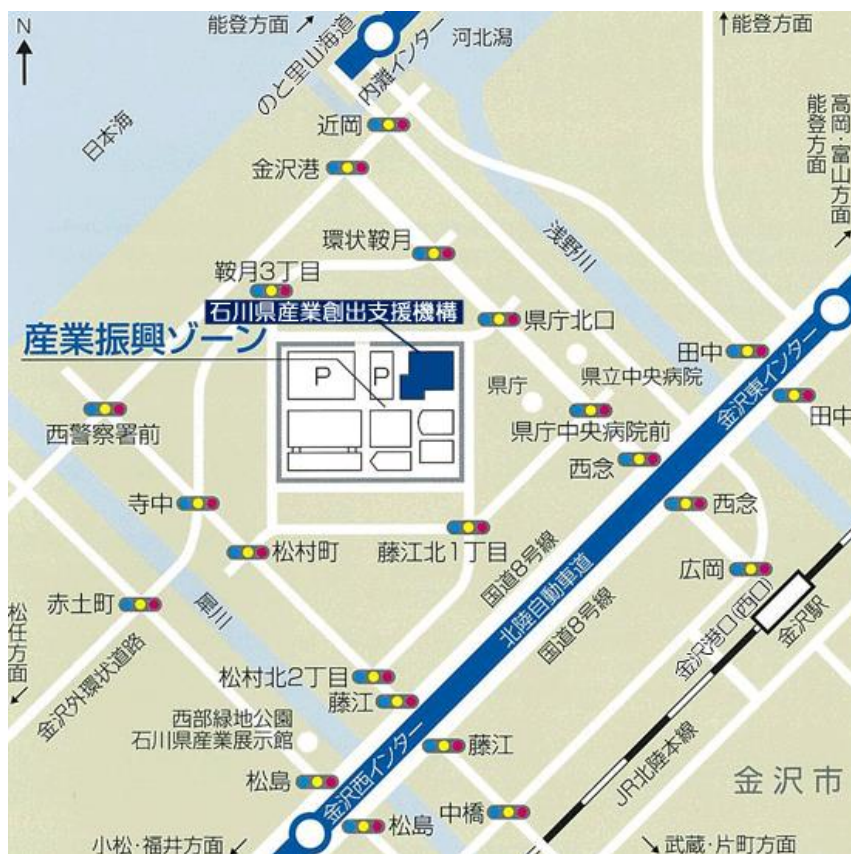 N
能登方面
のと里山海道
内灘インター
河北潟
能登方面
高岡・富山方面
能登方面
日本海
近岡
金沢港
浅野川
環状鞍月
鞍月3丁目
石川県産業創出支援機構
県庁北口
産業振興ゾーン
田中
P
P
県庁
県立中央病院
金沢東インター
西警察署前
県庁中央病院前
田中
西念
寺中
西念
松村町
藤江北1丁目
国道8号線
広岡
北陸自動車道
赤土町
犀川
国道8号線
金沢港口(西口)
金沢駅
松任方面
金沢外環状道路
松村北2丁目
藤江
西部緑地公園
石川県産業展示館
藤江
JR北陸本線
松島
金沢西インター
金沢市
中橋
松島
小松・福井方面
武蔵・片町方面